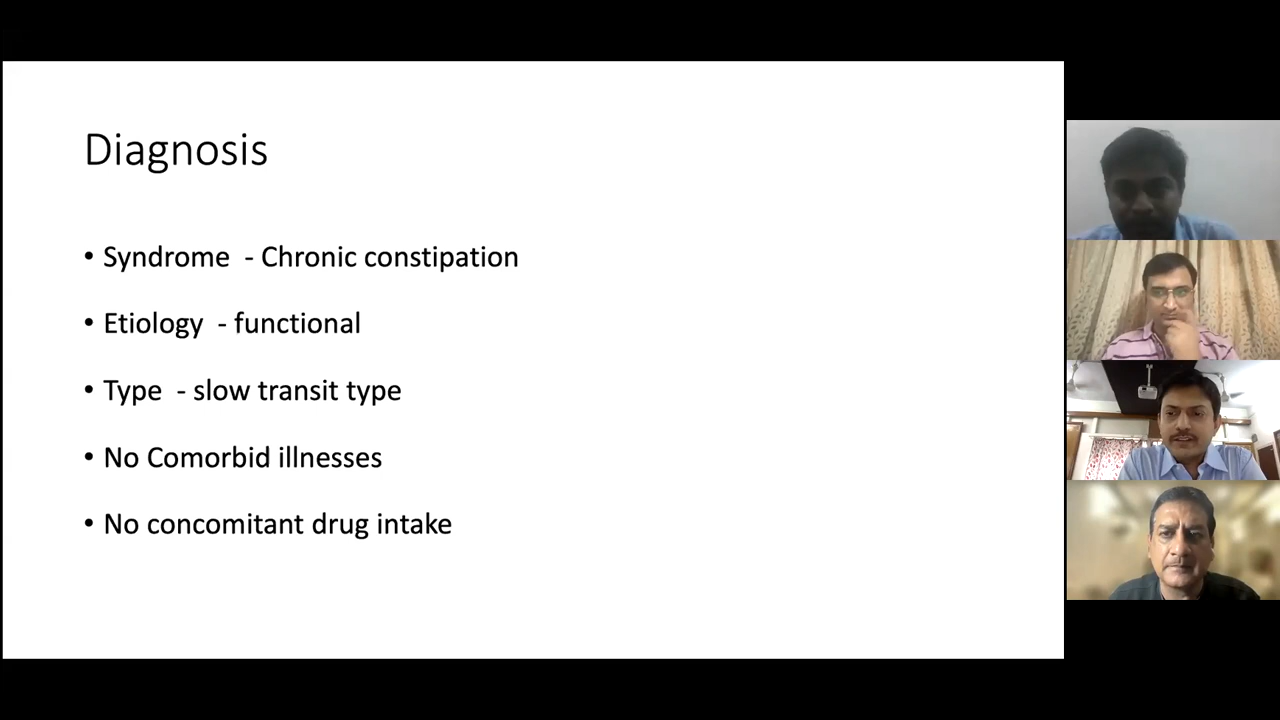 Diagnosis
• Syndrome - Chronic constipation
• Etiology - functional
• Type - slow transit type
• No Comorbid illnesses
• No concomitant drug intake